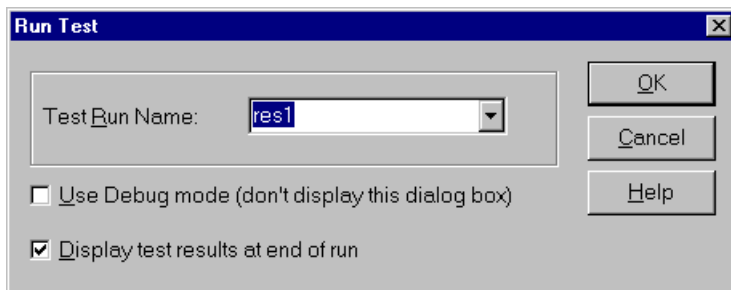 Run Test
Test Run Name: res1
OK
Cancel
Help
Use Debug mode (don't display this dialog box)
Display test results at end of run